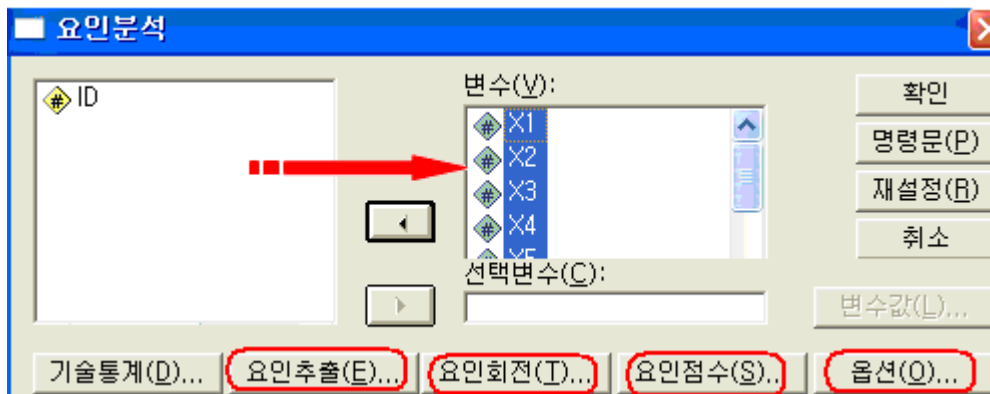 요인분석
ID
변수(V):
X1
X2
X3
X4
X5
선택변수(C):
확인
명령문(P)
재설정(R)
취소
변수값(L)...
기술통계(D)...
요인추출(E)...
요인회전(T)...
요인점수(S)..
옵션(O)...